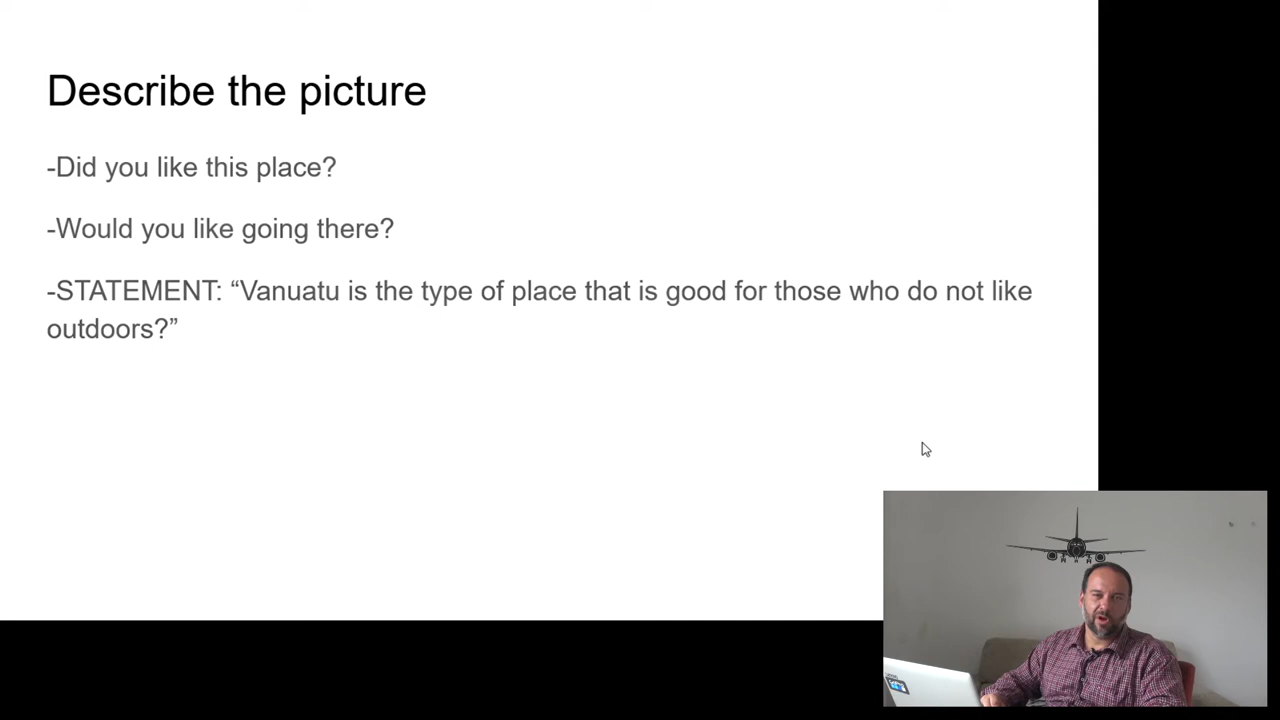 Describe the picture
-Did you like this place?
-Would you like going there?
-STATEMENT: “Vanuatu is the type of place that is good for those who do not like
outdoors?”